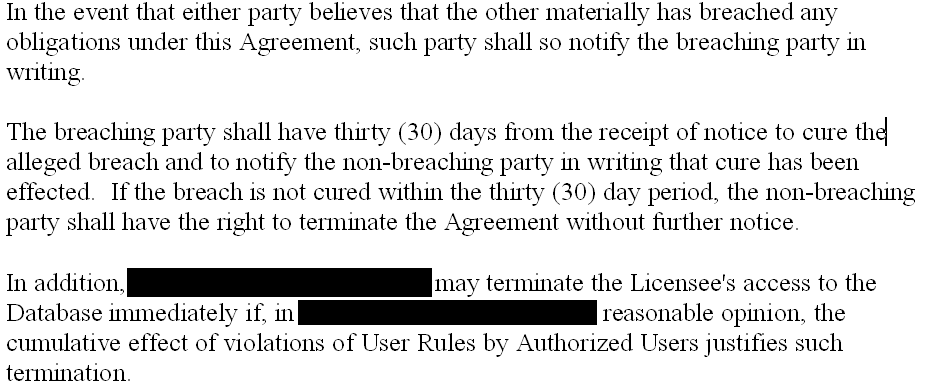 In the event that either party believes that the other materially has breached any
obligations under this Agreement, such party shall so notify the breaching party in
writing.
The breaching party shall have thirty (30) days from the receipt of notice to cure the
alleged breach and to notify the non-breaching party in writing that cure has been
effected.  If the breach is not cured within the thirty (30) day period, the non-breaching
party shall have the right to terminate the Agreement without further notice.
In addition, may terminate the Licensee's access to the
Database immediately if, in reasonable opinion, the
cumulative effect of violations of User Rules by Authorized Users justifies such
termination.